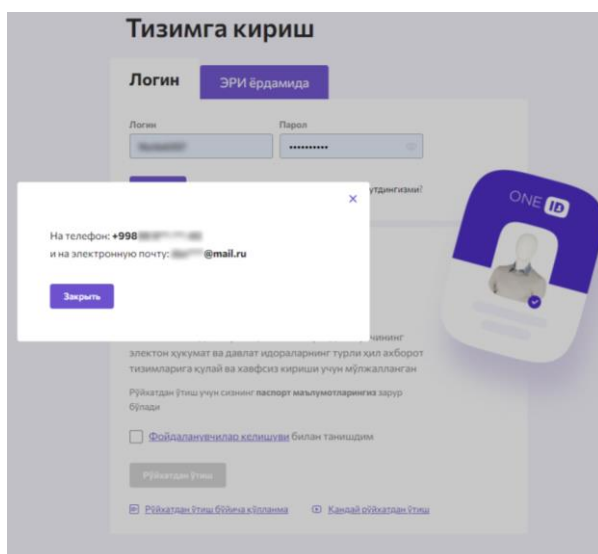 Тизимга кириш
Логин
ЭРИ ёрдамида
Логин
Парол
утдингизми?
На телефон: +998
и на электронную почту: @mail.ru
Закрыть
ONE ID
чининг
электон ҳукумат ва давлат идораларнинг турли хил ахборот
тизимларига қулай ва хавфсиз кириши учун мўлжалланган
Рўйхатдан ўтиш учун сизнинг паспорт маълумотларингиз зарур
бўлади
Фойдаланувчилар келишуви билан танишдим
Рўйхатдан ўтиш
Рўйхатдан ўтиш бўйича қўлланма
Қандай рўйхатдан ўтиш